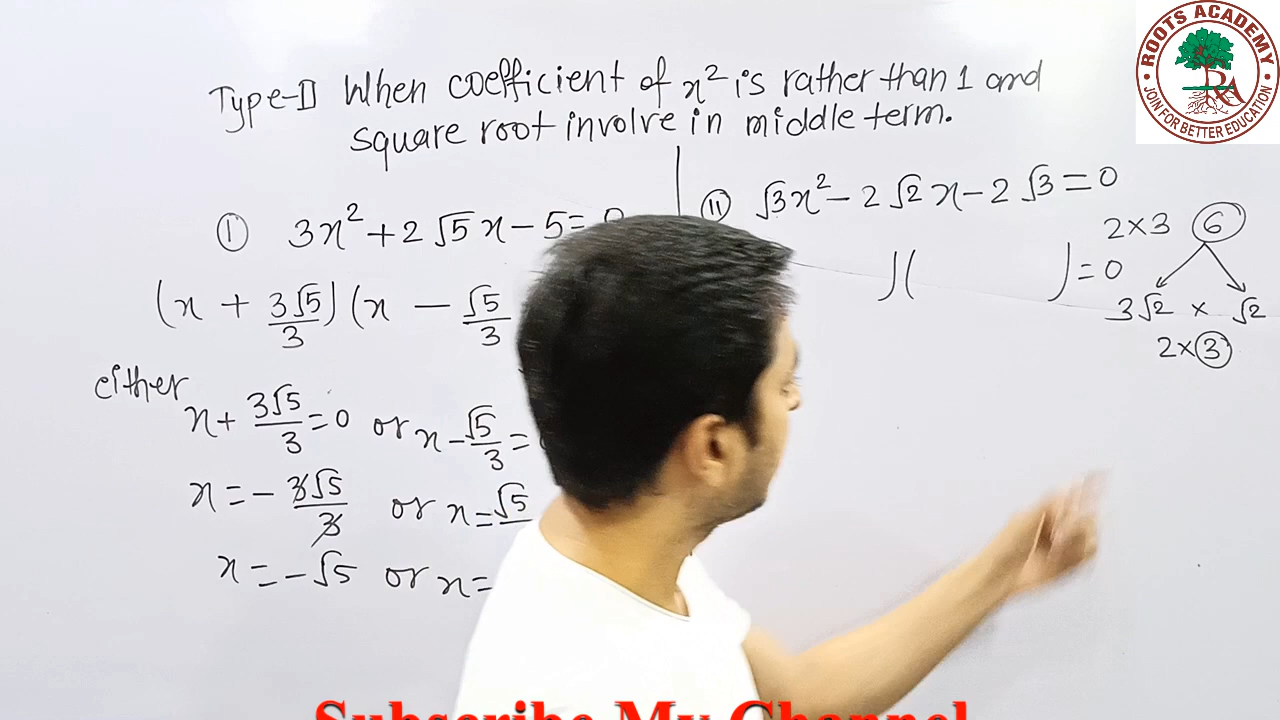 Type-II When coefficient of x² is rather than 1 and
square root involve in middle term.
① 3x² + 2√5 x - 5 =
(x + 3√5/3) (x - √5/3
either
x + 3√5/3 = 0 or x - √5/3 =
x = - 3√5/3 or x = √5
x = - √5 or x =
⑪ √3x² - 2√2 x - 2√3 = 0
)( ) = 0
2×3 6
3√2 × √2
2×3
ROOTS ACADEMY
RA
JOIN FOR BETTER EDUCATION
Subscribe My Channel